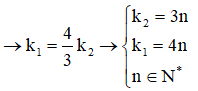 → k₁ = 4/3 k₂ → { k₂ = 3n
k₁ = 4n
n ∈ N*